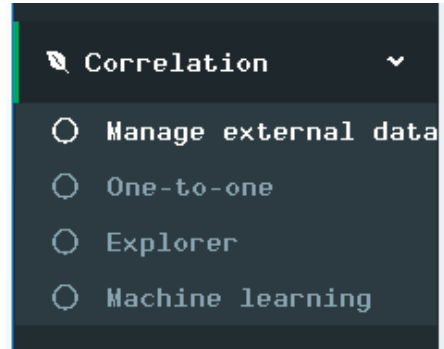 Correlation
Manage external data
One-to-one
Explorer
Machine learning